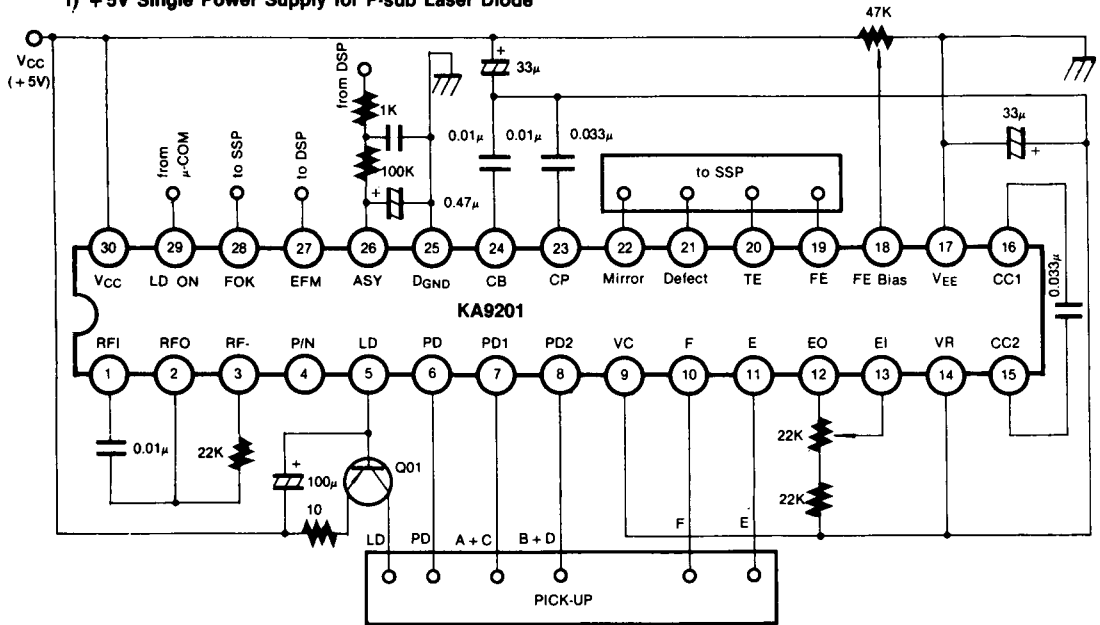 1) +5V Single Power Supply for P-sub Laser Diode
47K
VCC
(+5V)
from DSP
1K
33μ
33μ
from
μ-COM
to SSP
to DSP
100K
0.01μ
0.01μ
0.033μ
0.47μ
to SSP
30 29 28 27 26 25 24 23 22 21 20 19 18 17 16
VCC LD ON FOK EFM ASY DGND CB CP Mirror Defect TE FE FE Bias VEE CC1
0.033μ
KA9201
RFI RFO RF- P/N LD PD PD1 PD2 VC F E EO EI VR CC2
1 2 3 4 5 6 7 8 9 10 11 12 13 14 15
0.01μ
22K
100μ
Q01
22K
22K
10
LD PD A+C B+D F E
PICK-UP